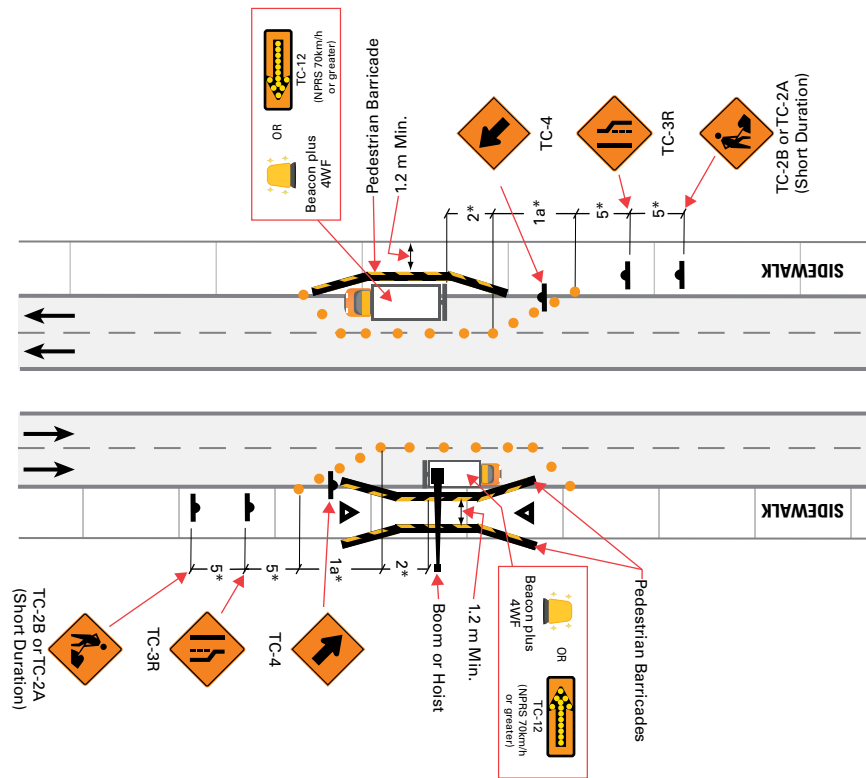 TC-12
(NPRS 70km/h
or greater)
OR
Beacon plus
4WF
Pedestrian Barricade
1.2 m Min.
TC-4
TC-3R
TC-2B or TC-2A
(Short Duration)
2*
1a*
5*
5*
SIDEWALK
SIDEWALK
5*
5*
1a*
2*
TC-2B or TC-2A
(Short Duration)
TC-3R
TC-4
Boom or Hoist
1.2 m Min.
Beacon plus
4WF
OR
TC-12
(NPRS 70km/h
or greater)
Pedestrian Barricades